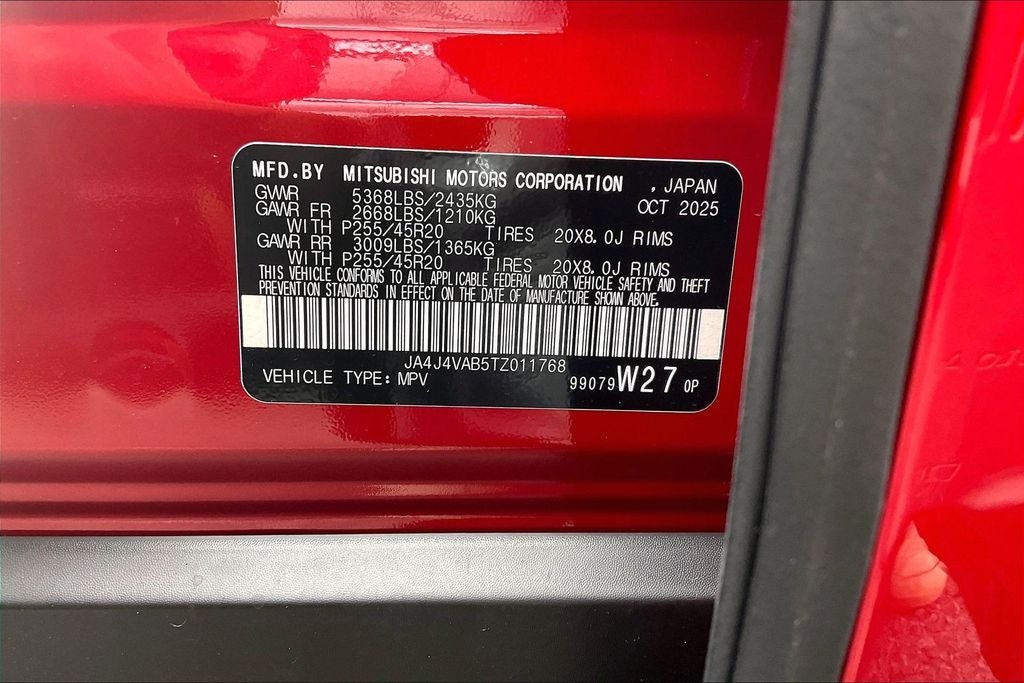 MFD.BY MITSUBISHI MOTORS CORPORATION , JAPAN
GVWR 5368LBS/2435KG OCT 2025
GAWR FR 2668LBS/1210KG
WITH P255/45R20 TIRES 20X8.0J RIMS
GAWR RR 3009LBS/1365KG
WITH P255/45R20 TIRES 20X8.0J RIMS
THIS VEHICLE CONFORMS TO ALL APPLICABLE FEDERAL MOTOR VEHICLE SAFETY AND THEFT
PREVENTION STANDARDS IN EFFECT ON THE DATE OF MANUFACTURE SHOWN ABOVE.
JA4J4VAB5TZ011768
VEHICLE TYPE: MPV 99079 W27 0P